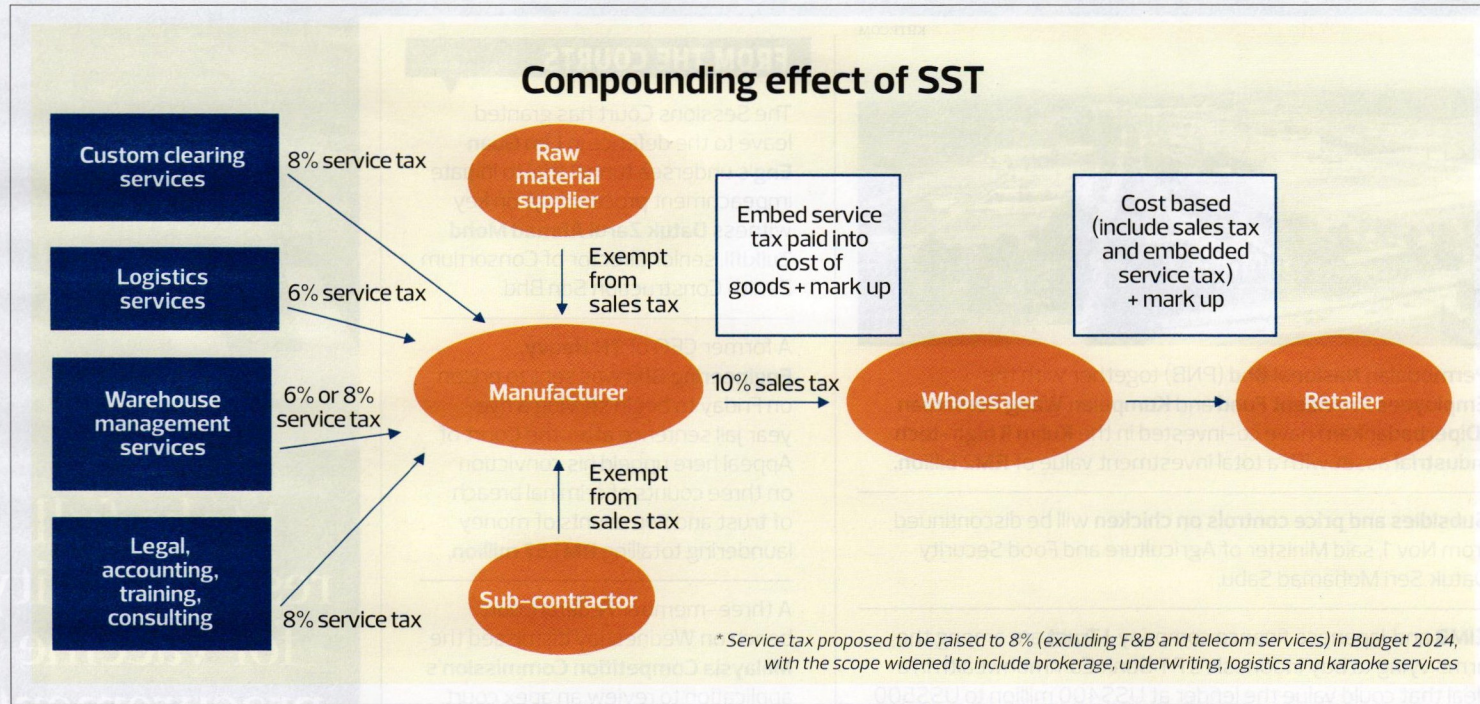 Compounding effect of SST
Custom clearing
services
8% service tax
Logistics
services
6% service tax
Warehouse
management
services
6% or 8%
service tax
Legal,
accounting,
training,
consulting
8% service tax
Raw
material
supplier
Exempt
from
sales tax
Manufacturer
Exempt
from
sales tax
Sub-contractor
10% sales tax
Embed service
tax paid into
cost of
goods + mark up
Wholesaler
Cost based
(include sales tax
and embedded
service tax)
+ mark up
Retailer
* Service tax proposed to be raised to 8% (excluding F&B and telecom services) in Budget 2024,
with the scope widened to include brokerage, underwriting, logistics and karaoke services